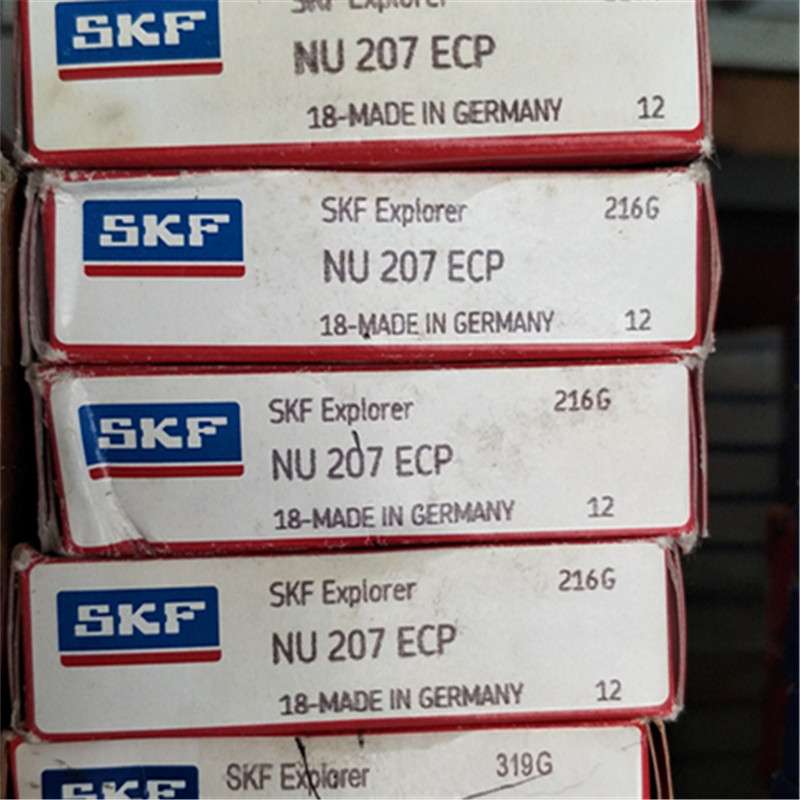 SKF
SKF Explorer
NU 207 ECP
18-MADE IN GERMANY 12
SKF
SKF Explorer 216G
NU 207 ECP
18-MADE IN GERMANY 12
SKF
SKF Explorer 216G
NU 207 ECP
18-MADE IN GERMANY 12
SKF
SKF Explorer 216G
NU 207 ECP
18-MADE IN GERMANY 12
SKF
SKF Explorer 319G